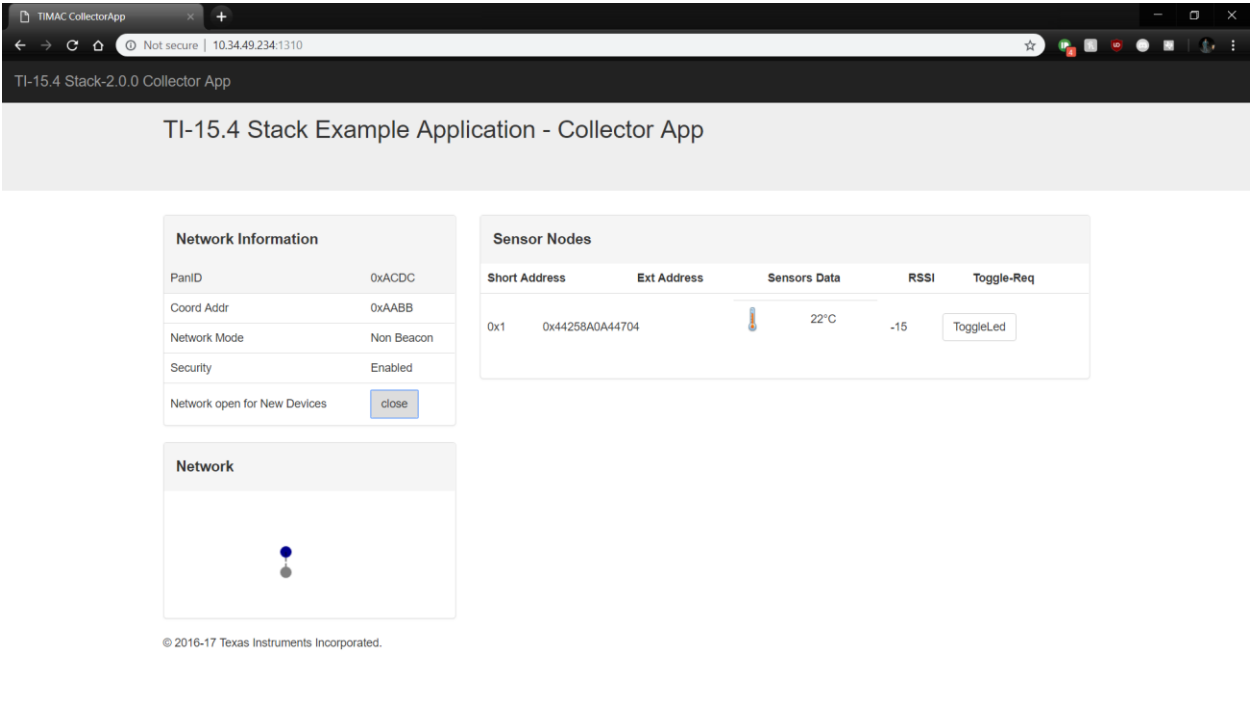 TIMAC CollectorApp
Not secure | 10.34.49.234:1310
TI-15.4 Stack-2.0.0 Collector App
TI-15.4 Stack Example Application - Collector App
Network Information
PanID 0xACDC
Coord Addr 0xAABB
Network Mode Non Beacon
Security Enabled
Network open for New Devices close
Network
Sensor Nodes
Short Address Ext Address Sensors Data RSSI Toggle-Req
0x1 0x44258A0A44704 22°C -15 ToggleLed
© 2016-17 Texas Instruments Incorporated.